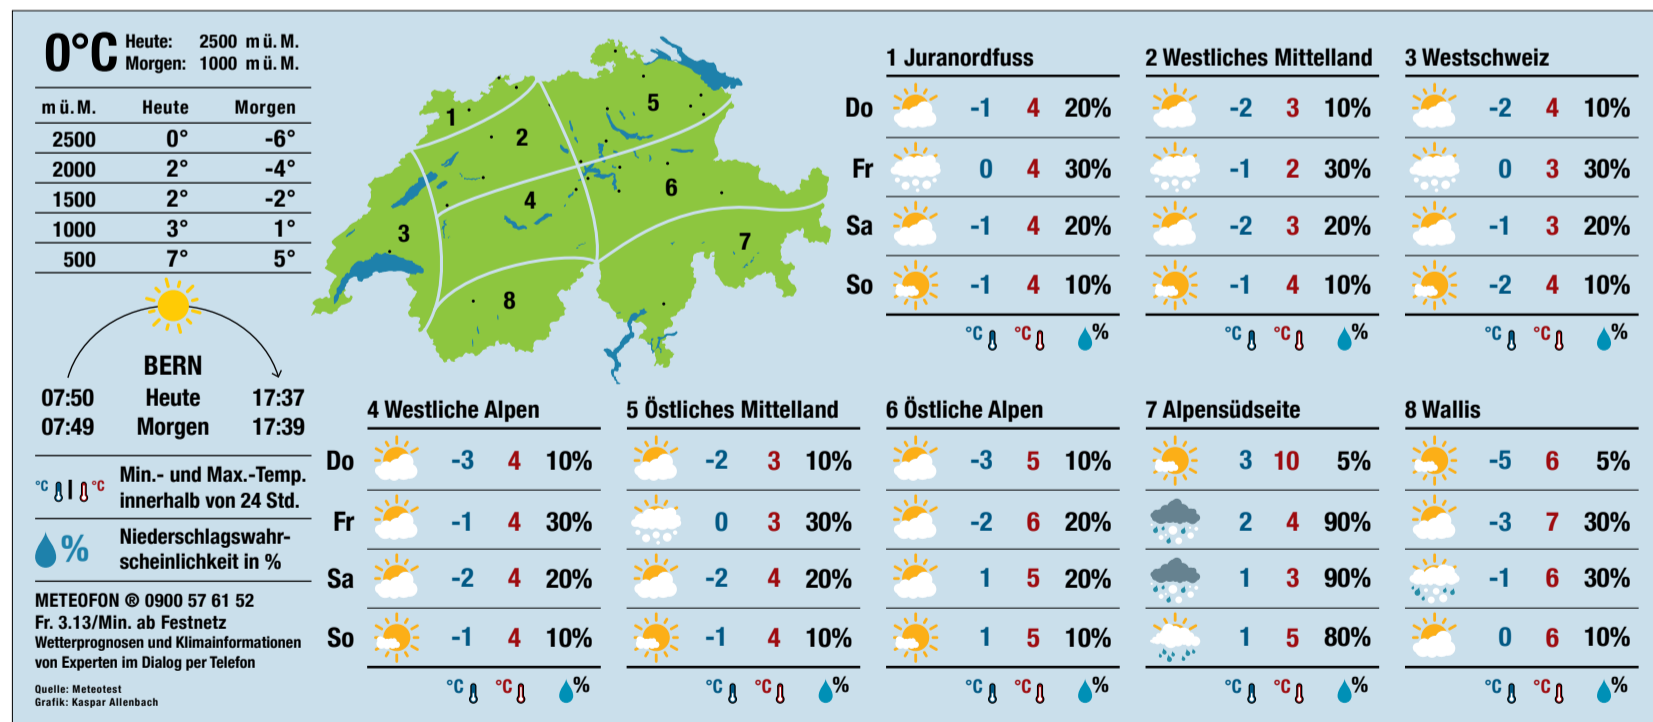 0°C
Heute: 2500 m ü. M.
Morgen: 1000 m ü. M.
m ü. M. Heute Morgen
2500 0° -6°
2000 2° -4°
1500 2° -2°
1000 3° 1°
500 7° 5°
BERN
07:50 Heute 17:37
07:49 Morgen 17:39
°C | °C Min.- und Max.-Temp.
innerhalb von 24 Std.
% Niederschlagswahr-
scheinlichkeit in %
METEOFON ® 0900 57 61 52
Fr. 3.13/Min. ab Festnetz
Wetterprognosen und Klimainformationen
von Experten im Dialog per Telefon
Quelle: Meteotest
Grafik: Kaspar Allenbach
1
2
3
4
5
6
7
8
1 Juranordfuss 2 Westliches Mittelland 3 Westschweiz
Do -1 4 20% -2 3 10% -2 4 10%
Fr 0 4 30% -1 2 30% 0 3 30%
Sa -1 4 20% -2 3 20% -1 3 20%
So -1 4 10% -1 4 10% -2 4 10%
°C °C % °C °C % °C °C %
4 Westliche Alpen 5 Östliches Mittelland 6 Östliche Alpen 7 Alpensüdseite 8 Wallis
Do -3 4 10% -2 3 10% -3 5 10% 3 10 5% -5 6 5%
Fr -1 4 30% 0 3 30% -2 6 20% 2 4 90% -3 7 30%
Sa -2 4 20% -2 4 20% 1 5 20% 1 3 90% -1 6 30%
So -1 4 10% -1 4 10% 1 5 10% 1 5 80% 0 6 10%
°C °C % °C °C % °C °C % °C °C % °C °C %